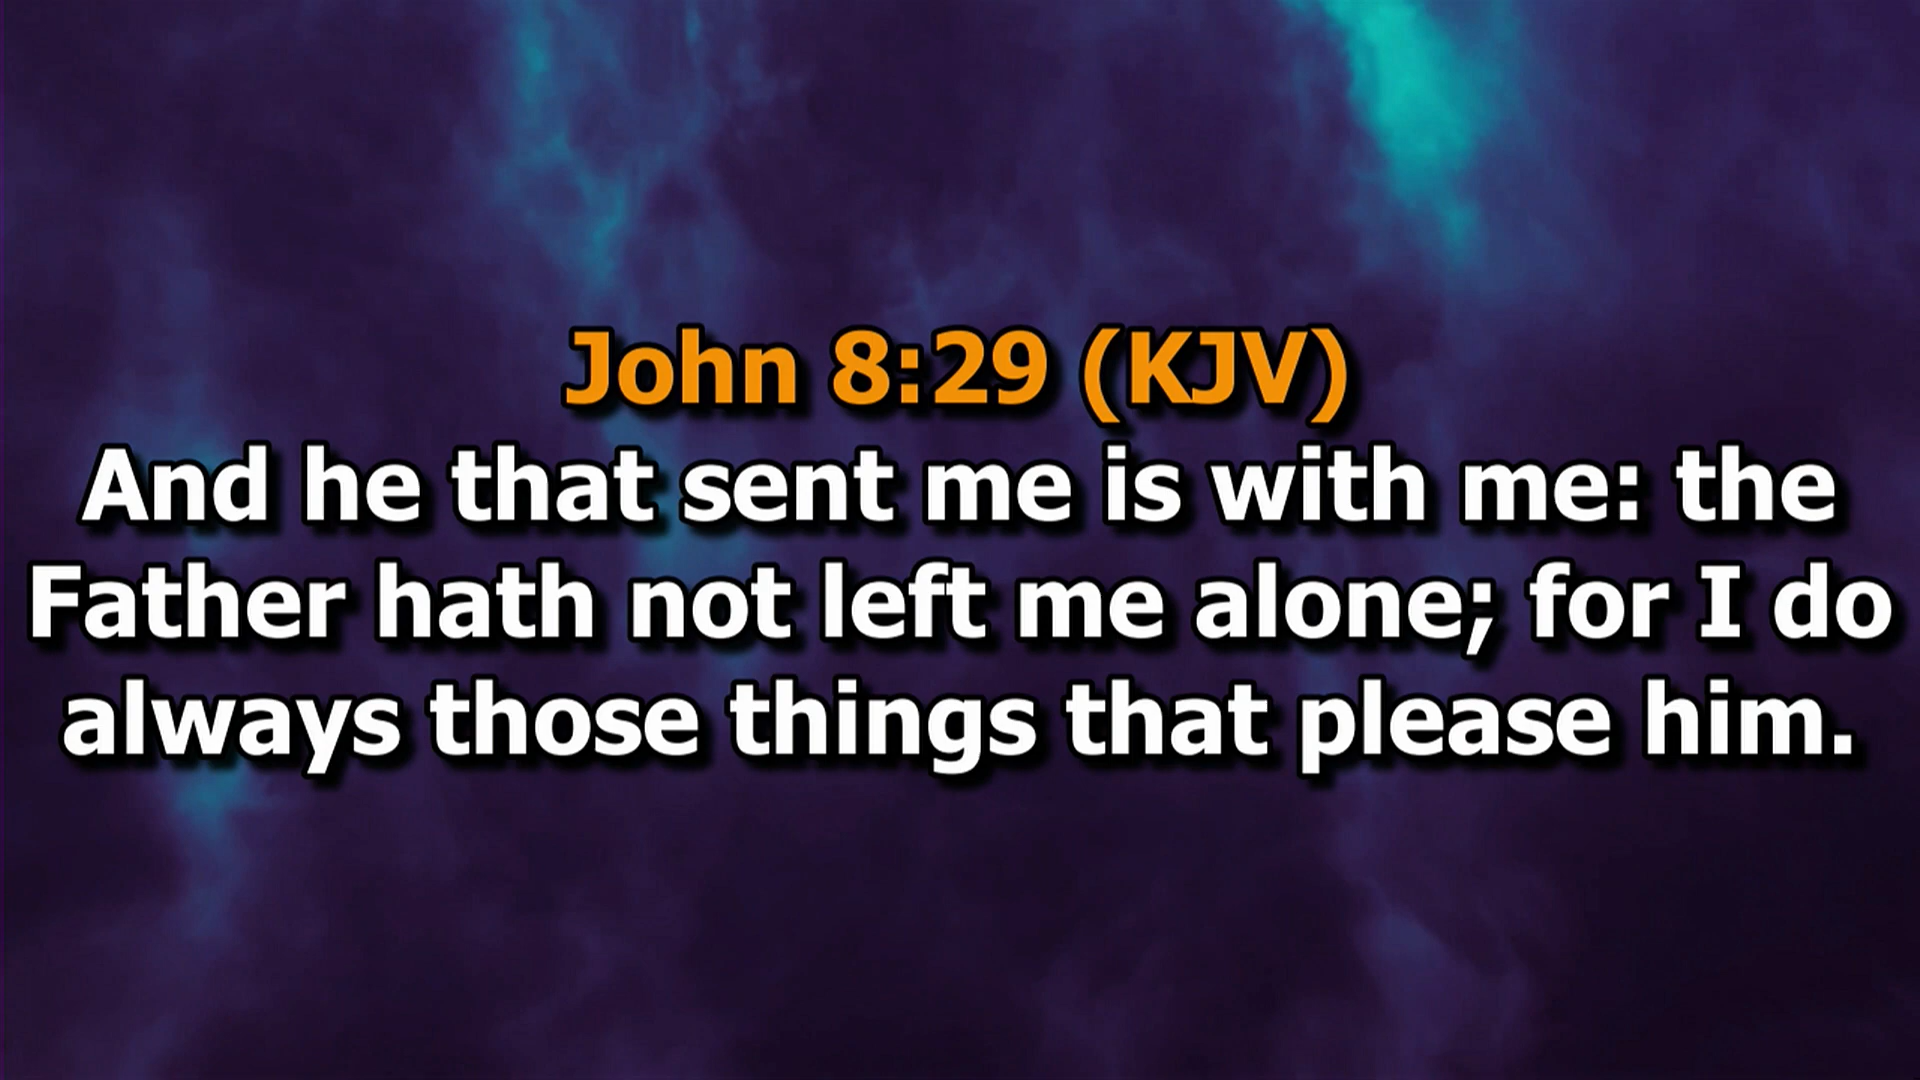 John 8:29 (KJV)
And he that sent me is with me: the
Father hath not left me alone; for I do
always those things that please him.